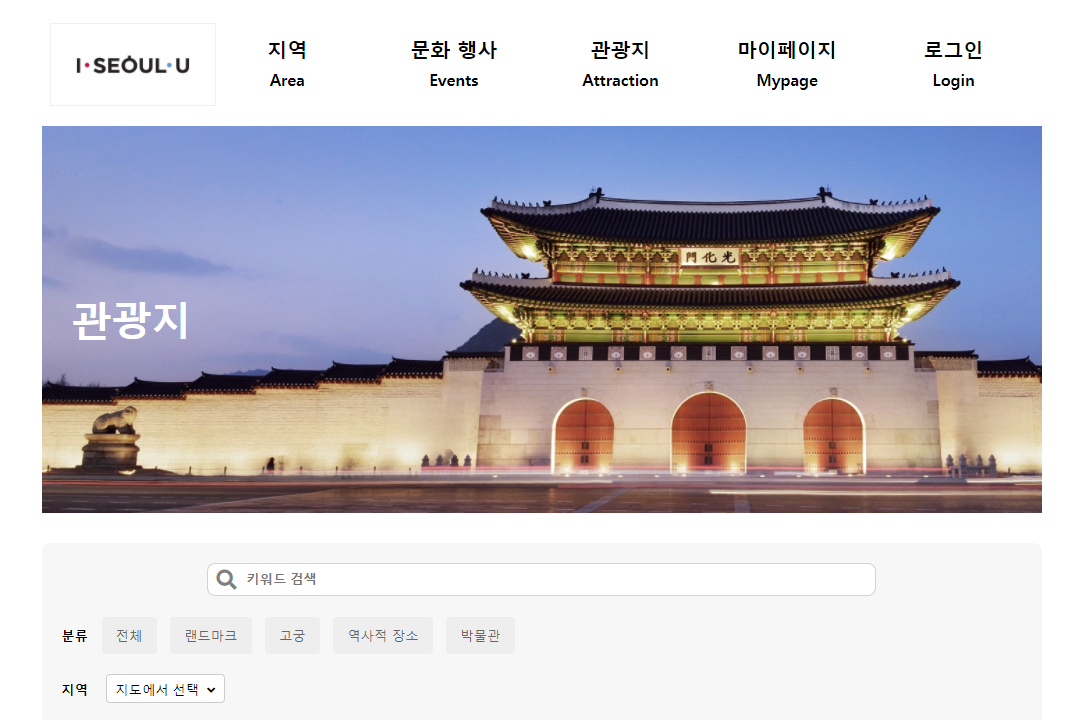 I·SEOUL·U
지역
Area
문화 행사
Events
관광지
Attraction
마이페이지
Mypage
로그인
Login
門化光
관광지
키워드 검색
분류 전체 랜드마크 고궁 역사적 장소 박물관
지역 지도에서 선택